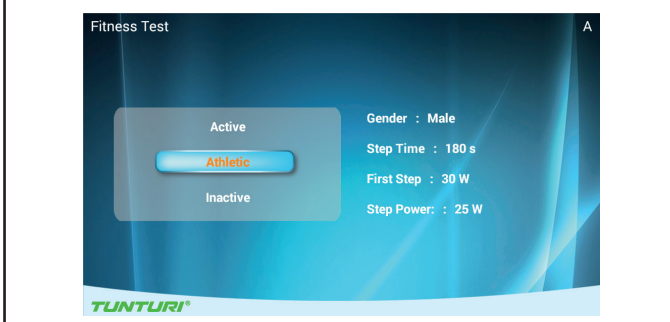 Fitness Test
A
Active
Athletic
Inactive
Gender : Male
Step Time : 180 s
First Step : 30 W
Step Power: : 25 W
TUNTURI®